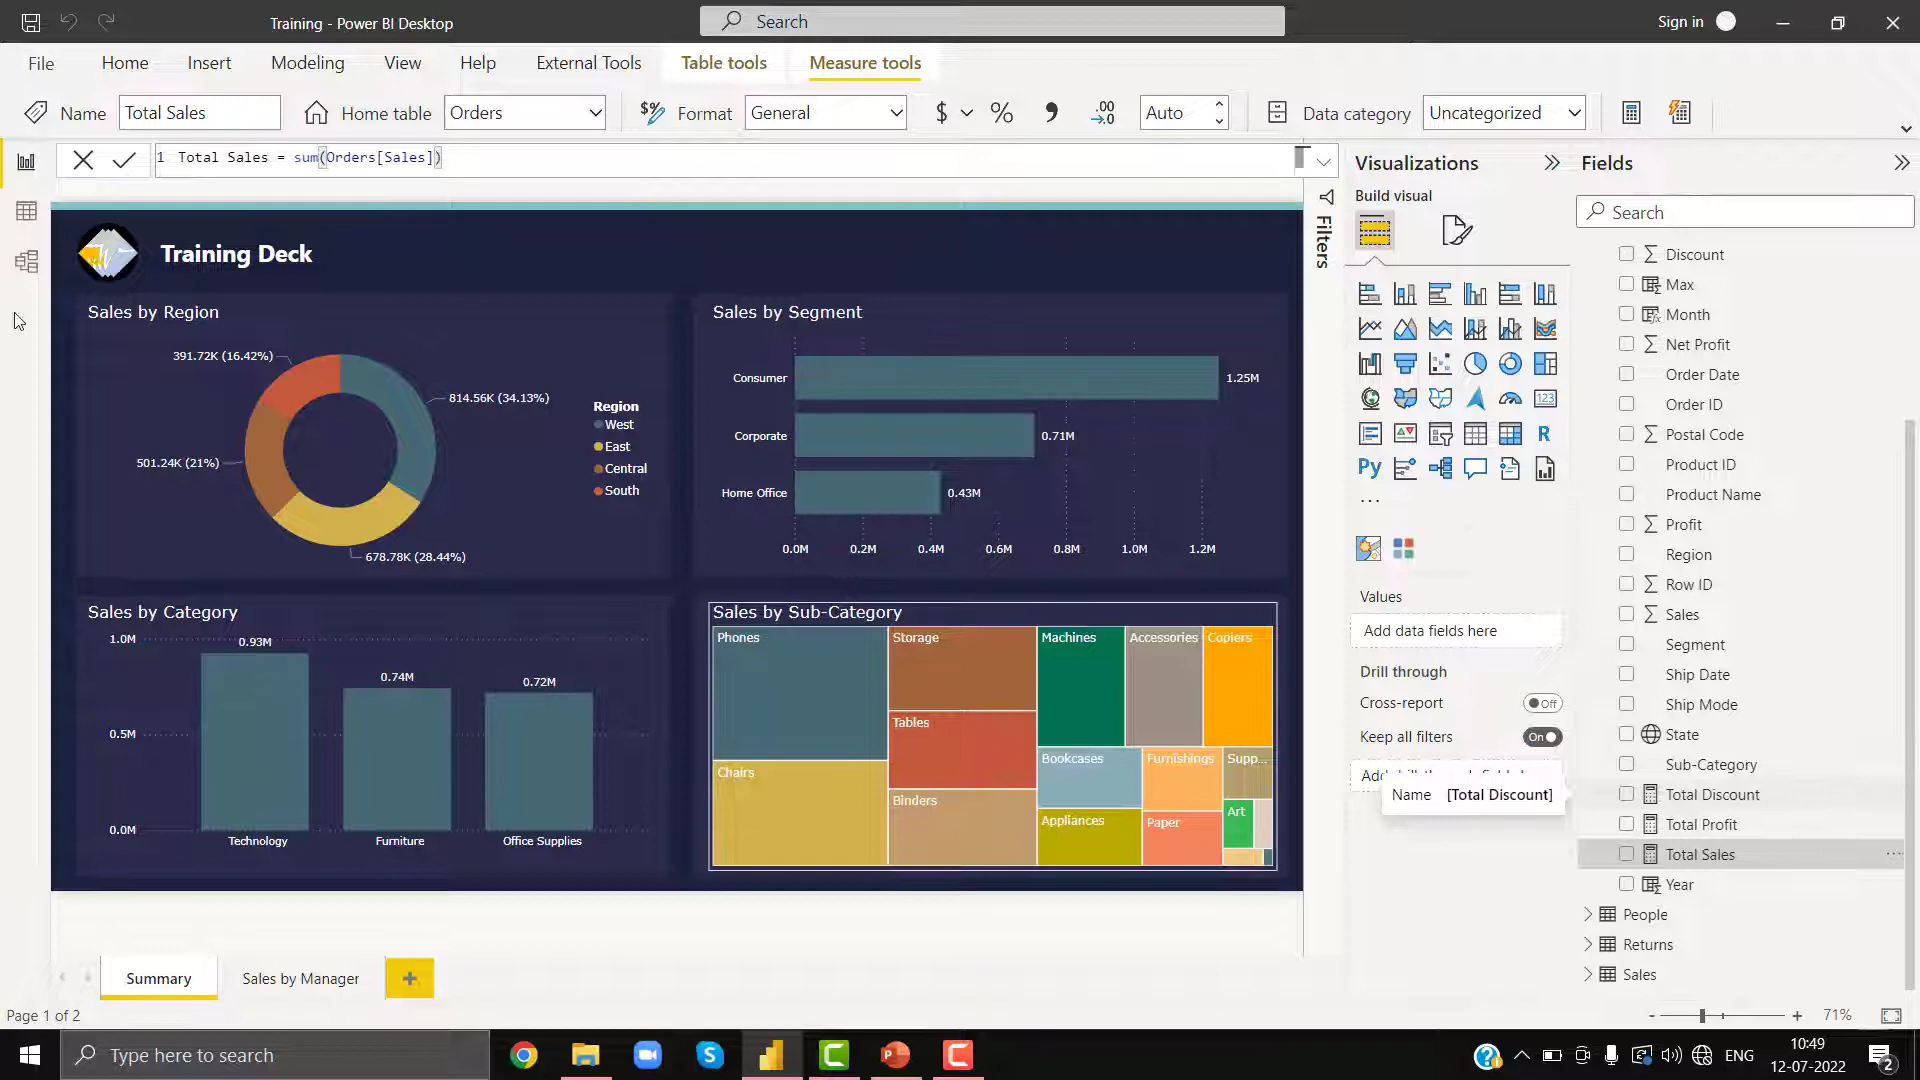 Training - Power BI Desktop
Search
Sign in
File
Home
Insert
Modeling
View
Help
External Tools
Table tools
Measure tools
Name
Total Sales
Home table
Orders
Format
General
$
%
Auto
Data category
Uncategorized
1 Total Sales = sum(Orders[Sales])
Training Deck
Sales by Region
391.72K (16.42%)
814.56K (34.13%)
501.24K (21%)
678.78K (28.44%)
Region
West
East
Central
South
Sales by Segment
Consumer
Corporate
Home Office
1.25M
0.71M
0.43M
0.0M
0.2M
0.4M
0.6M
0.8M
1.0M
1.2M
Sales by Category
1.0M
0.5M
0.0M
0.93M
0.74M
0.72M
Technology
Furniture
Office Supplies
Sales by Sub-Category
Phones
Storage
Machines
Accessories
Copiers
Tables
Chairs
Bookcases
Furnishings
Supp...
Binders
Appliances
Paper
Art
Filters
Visualizations
Build visual
123
R
Py
...
Values
Add data fields here
Drill through
Cross-report
Off
Keep all filters
On
Name [Total Discount]
Fields
Search
Discount
Max
Month
Net Profit
Order Date
Order ID
Postal Code
Product ID
Product Name
Profit
Region
Row ID
Sales
Segment
Ship Date
Ship Mode
State
Sub-Category
Total Discount
Total Profit
Total Sales
Year
People
Returns
Sales
Summary
Sales by Manager
+
Page 1 of 2
- + 71%
Type here to search
ENG
10:49
12-07-2022
2